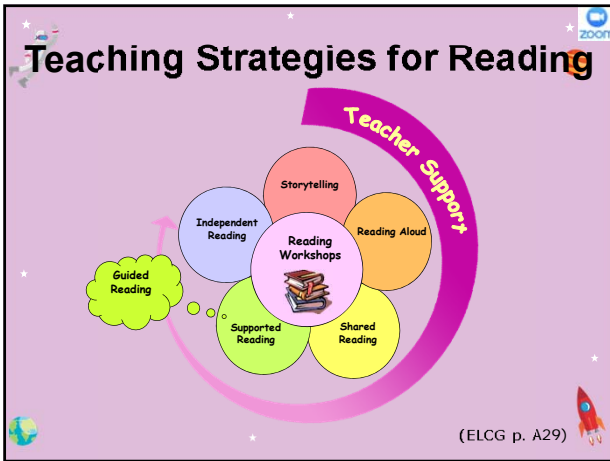 zoom
Teaching Strategies for Reading
Teacher Support
Storytelling
Independent
Reading
Reading Aloud
Reading
Workshops
Guided
Reading
Supported
Reading
Shared
Reading
(ELCG p. A29)